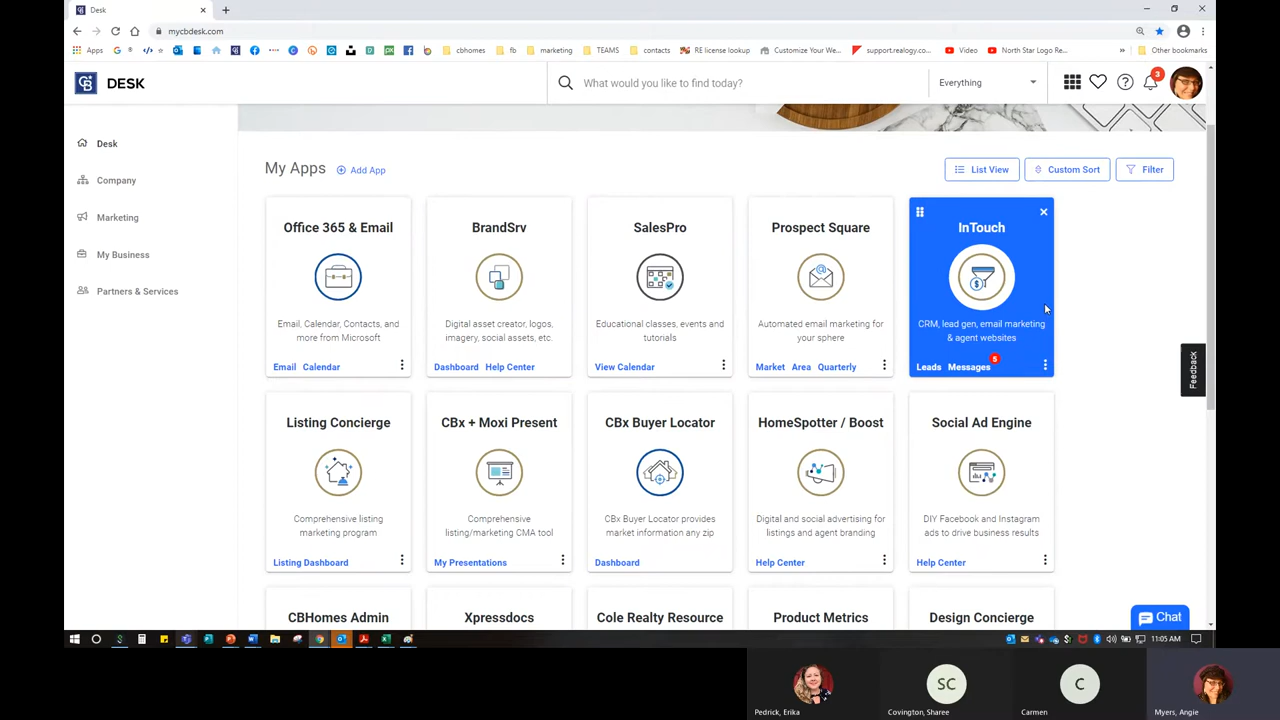 Desk
mycbdesk.com
Apps
cbhomes
fb
marketing
TEAMS
contacts
RE license lookup
Customize Your We...
support.realogy.co...
Video
North Star Logo Re...
Other bookmarks
CB DESK
What would you like to find today?
Everything
3
Desk
Company
Marketing
My Business
Partners & Services
My Apps
Add App
List View
Custom Sort
Filter
Office 365 & Email
Email, Calendar, Contacts, and
more from Microsoft
Email Calendar
BrandSrv
Digital asset creator, logos,
imagery, social assets, etc.
Dashboard Help Center
SalesPro
Educational classes, events and
tutorials
View Calendar
Prospect Square
Automated email marketing for
your sphere
Market Area Quarterly
InTouch
CRM, lead gen, email marketing
& agent websites
Leads Messages 5
Listing Concierge
Comprehensive listing
marketing program
Listing Dashboard
CBx + Moxi Present
Comprehensive
listing/marketing CMA tool
My Presentations
CBx Buyer Locator
CBx Buyer Locator provides
market information any zip
Dashboard
HomeSpotter / Boost
Digital and social advertising for
listings and agent branding
Help Center
Social Ad Engine
DIY Facebook and Instagram
ads to drive business results
Help Center
CBHomes Admin
Xpressdocs
Cole Realty Resource
Product Metrics
Design Concierge
Feedback
Chat
11:05 AM
Pedrick, Erika
SC
Covington, Sharee
C
Carmen
Myers, Angie